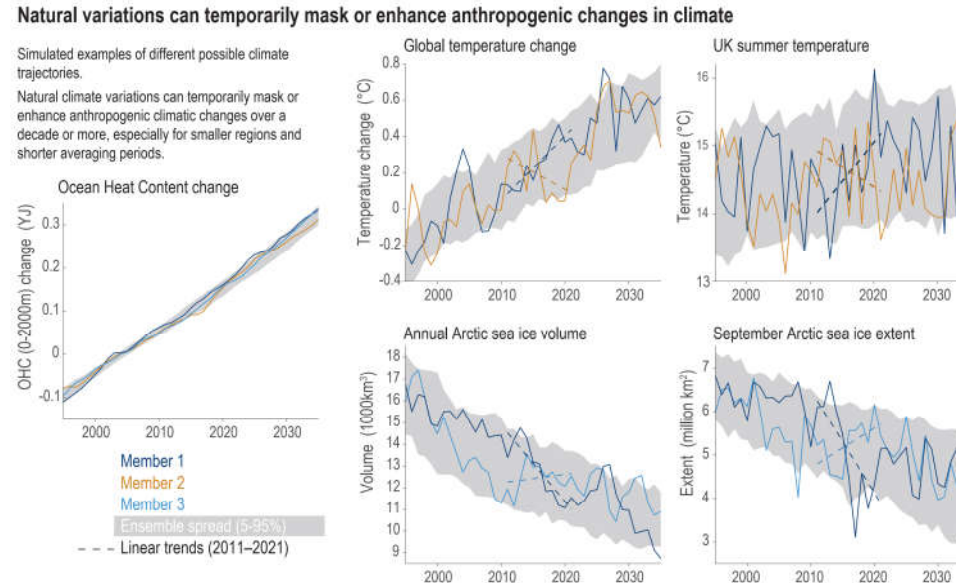 Natural variations can temporarily mask or enhance anthropogenic changes in climate
Simulated examples of different possible climate
trajectories.
Natural climate variations can temporarily mask or
enhance anthropogenic climatic changes over a
decade or more, especially for smaller regions and
shorter averaging periods.
Ocean Heat Content change
OHC (0-2000m) change (YJ)
0.3
0.2
0.1
0
-0.1
2000 2010 2020 2030
Member 1
Member 2
Member 3
Ensemble spread (5-95%)
Linear trends (2011–2021)
Global temperature change
Temperature change (°C)
0.8
0.6
0.4
0.2
0
-0.2
-0.4
2000 2010 2020 2030
UK summer temperature
Temperature (°C)
16
15
14
13
2000 2010 2020 2030
Annual Arctic sea ice volume
Volume (1000km³)
18
17
16
15
14
13
12
11
10
9
2000 2010 2020 2030
September Arctic sea ice extent
Extent (million km²)
7
6
5
4
3
2000 2010 2020 2030